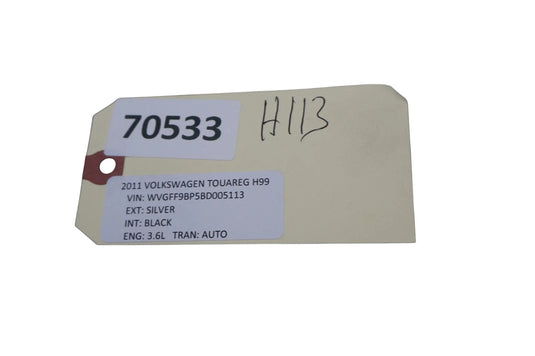 70533
H113
2011 VOLKSWAGEN TOUAREG H99
VIN: WVGFF9BP5BD005113
EXT: SILVER
INT: BLACK
ENG: 3.6L TRAN: AUTO